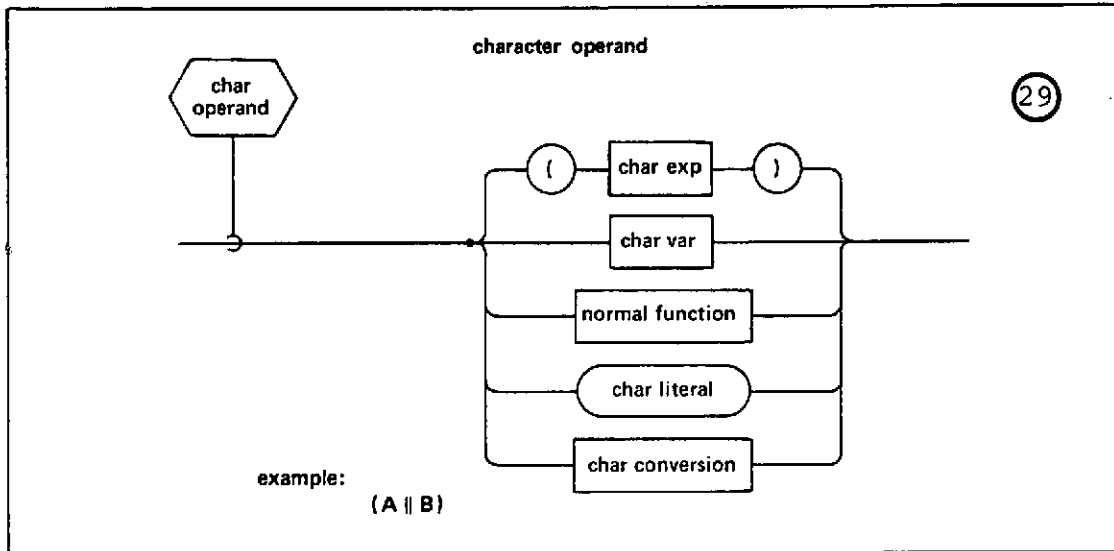 character operand
char
operand
29
( char exp )
char var
normal function
char literal
char conversion
example:
(A || B)